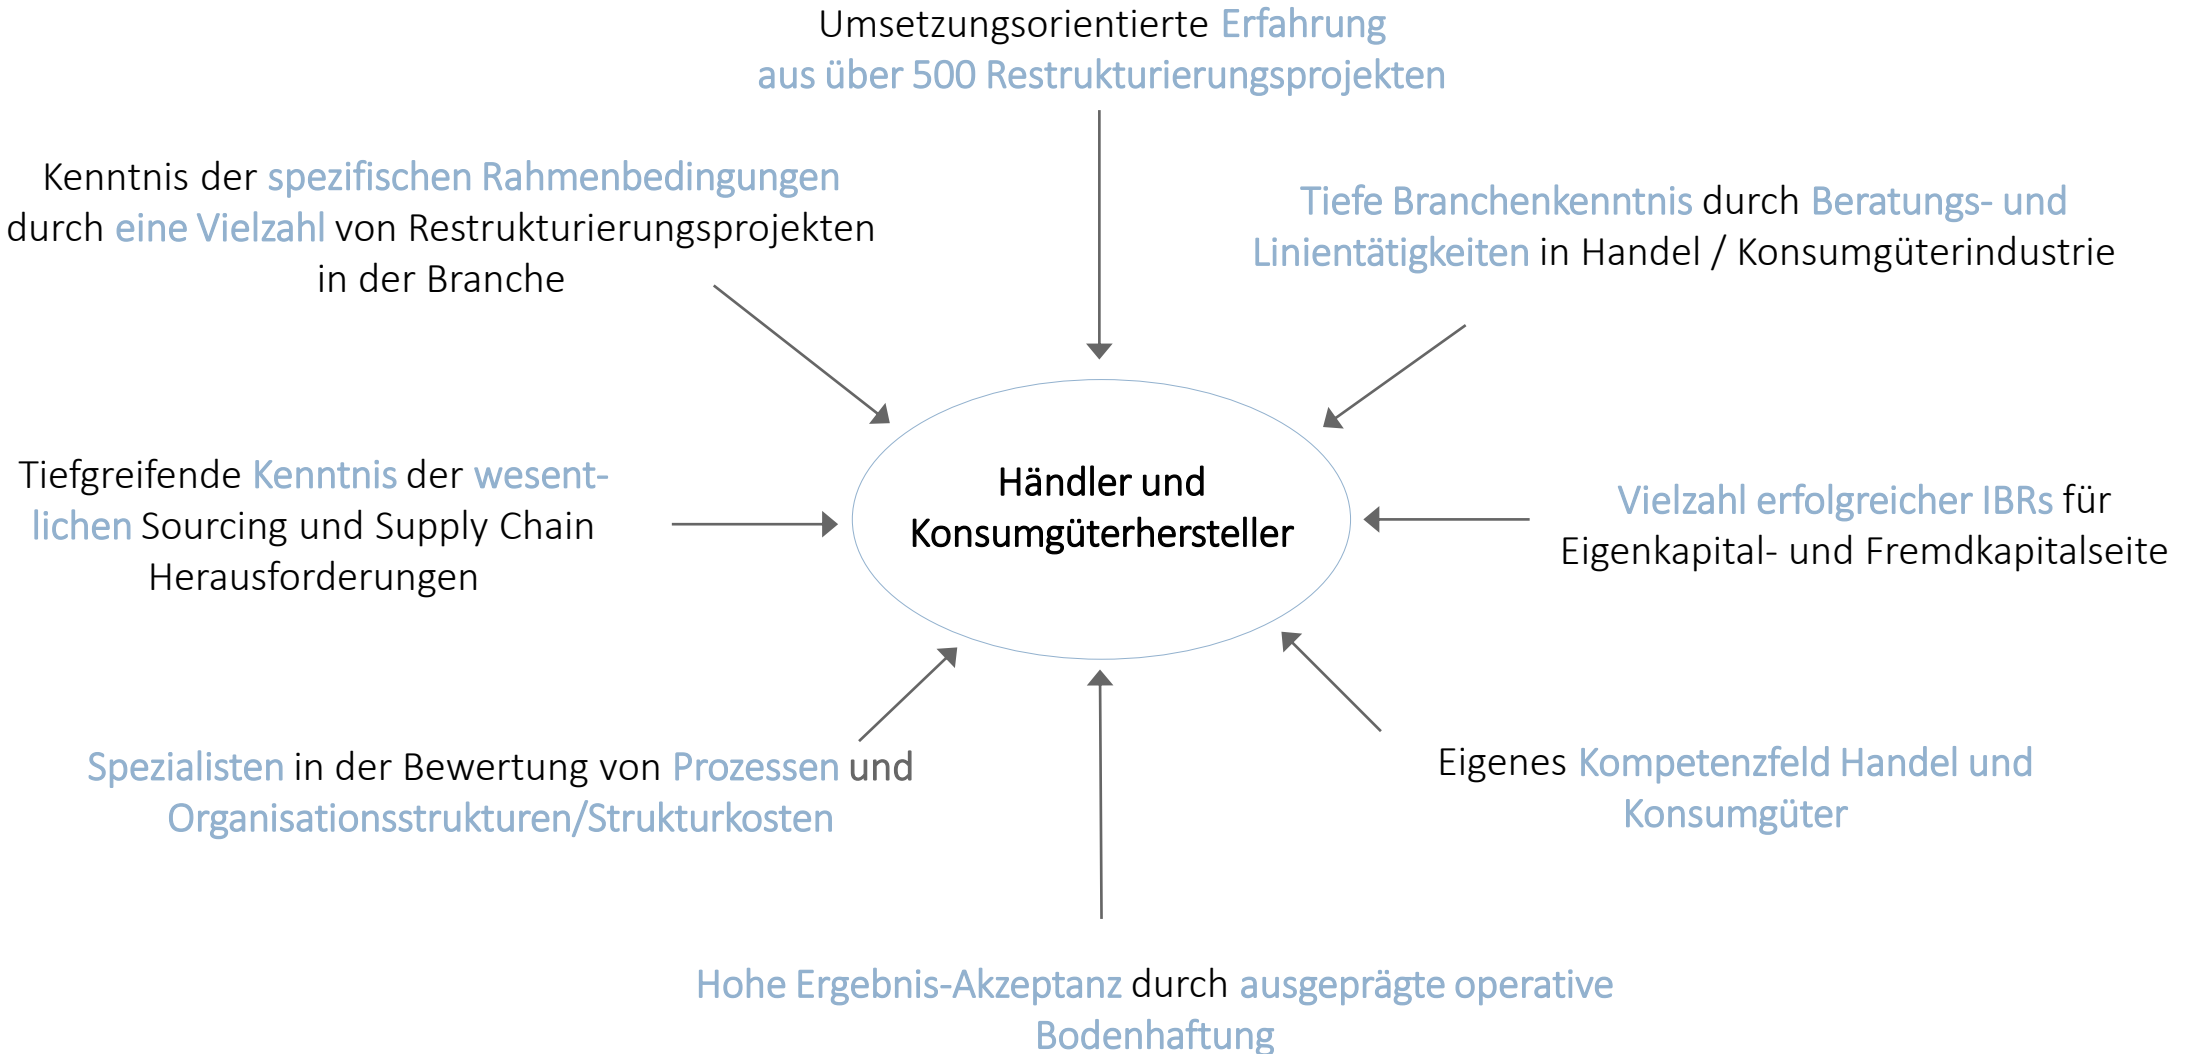 Umsetzungsorientierte Erfahrung
aus über 500 Restrukturierungsprojekten
Kenntnis der spezifischen Rahmenbedingungen
durch eine Vielzahl von Restrukturierungsprojekten
in der Branche
Tiefe Branchenkenntnis durch Beratungs- und
Linientätigkeiten in Handel / Konsumgüterindustrie
Tiefgreifende Kenntnis der wesent-
lichen Sourcing und Supply Chain
Herausforderungen
Händler und
Konsumgüterhersteller
Vielzahl erfolgreicher IBRs für
Eigenkapital- und Fremdkapitalseite
Spezialisten in der Bewertung von Prozessen und
Organisationsstrukturen/Strukturkosten
Eigenes Kompetenzfeld Handel und
Konsumgüter
Hohe Ergebnis-Akzeptanz durch ausgeprägte operative
Bodenhaftung